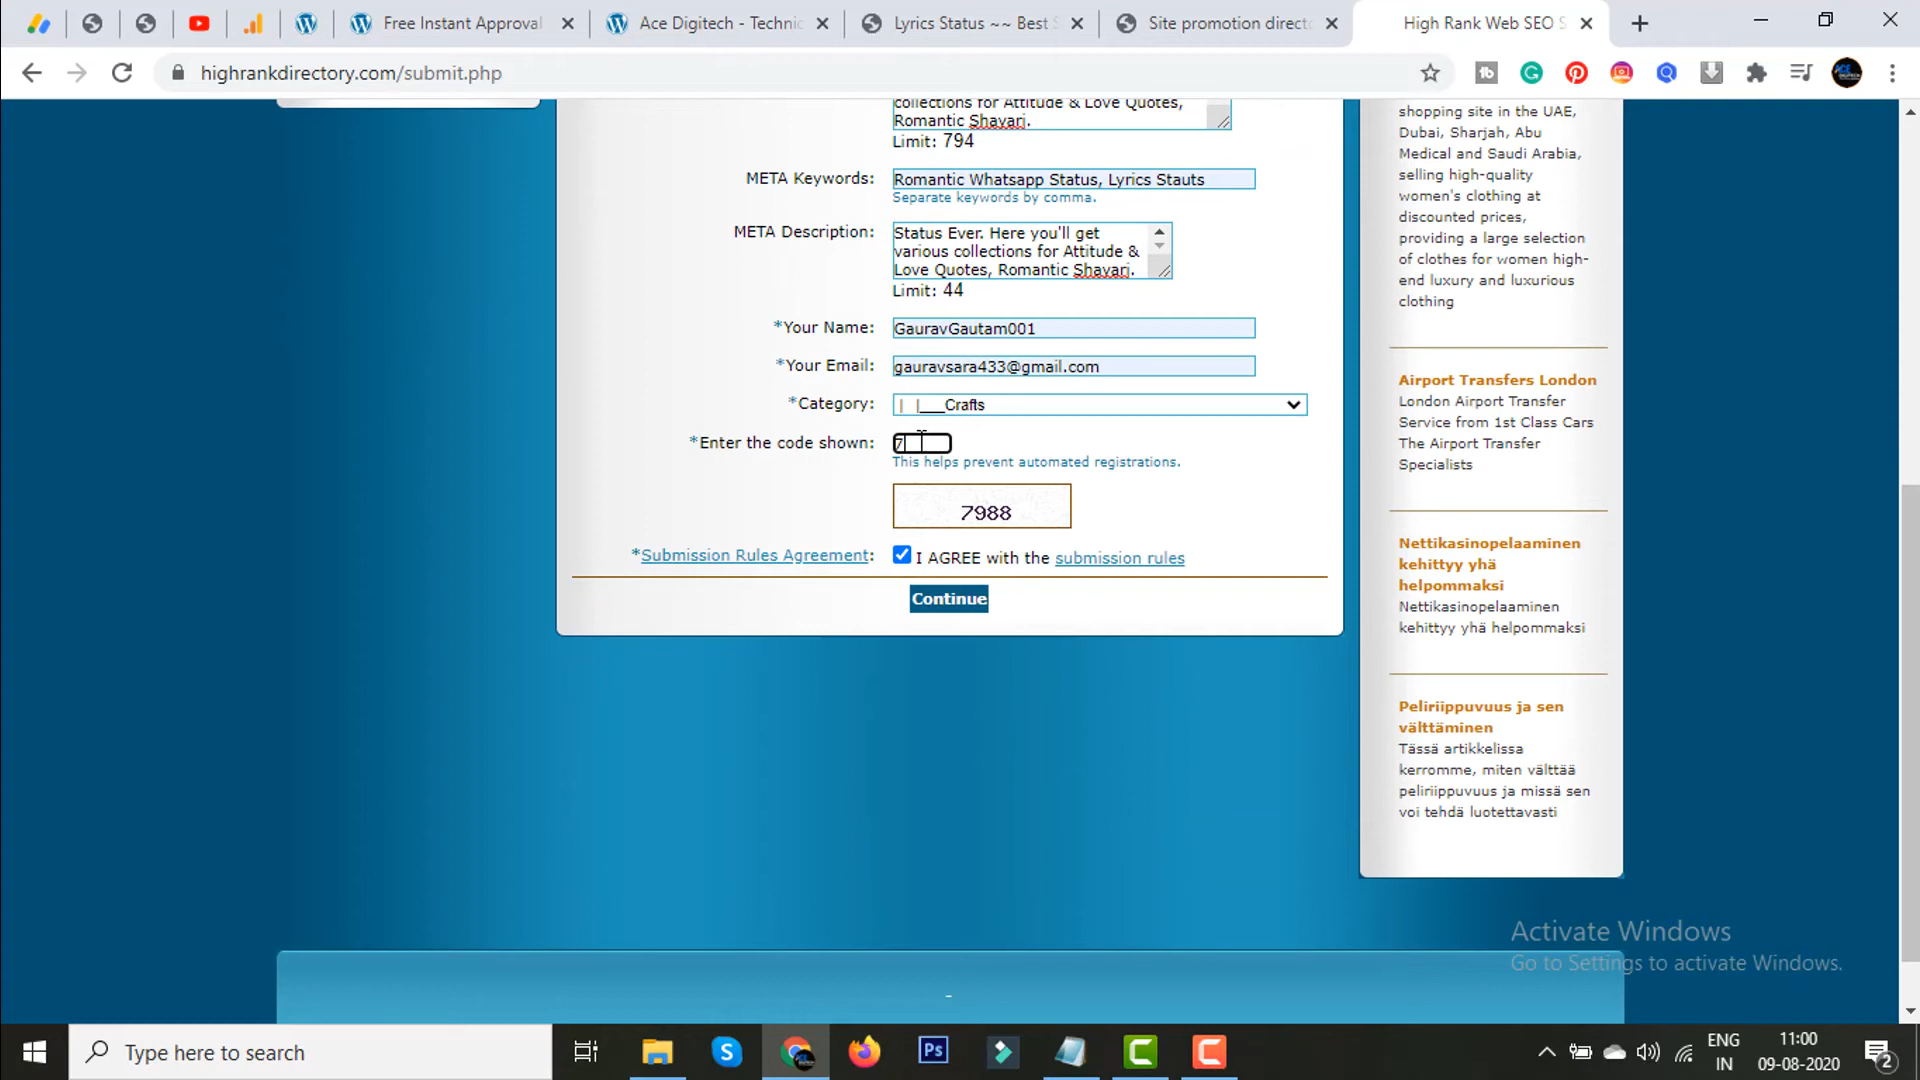 Free Instant Approval
Ace Digitech - Technic
Lyrics Status ~~ Best S
Site promotion directo
High Rank Web SEO S
highrankdirectory.com/submit.php
collections for Attitude & Love Quotes,
Romantic Shayari.
Limit: 794
META Keywords:
Romantic Whatsapp Status, Lyrics Stauts
Separate keywords by comma.
META Description:
Status Ever. Here you'll get
various collections for Attitude &
Love Quotes, Romantic Shayari.
Limit: 44
*Your Name:
GauravGautam001
*Your Email:
gauravsara433@gmail.com
*Category:
| |___Crafts
*Enter the code shown:
7
This helps prevent automated registrations.
7988
*Submission Rules Agreement:
I AGREE with the submission rules
Continue
shopping site in the UAE,
Dubai, Sharjah, Abu
Medical and Saudi Arabia,
selling high-quality
women's clothing at
discounted prices,
providing a large selection
of clothes for women high-
end luxury and luxurious
clothing
Airport Transfers London
London Airport Transfer
Service from 1st Class Cars
The Airport Transfer
Specialists
Nettikasinopelaaminen
kehittyy yhä
helpommaksi
Nettikasinopelaaminen
kehittyy yhä helpommaksi
Peliriippuvuus ja sen
välttäminen
Tässä artikkelissa
kerromme, miten välttää
peliriippuvuus ja missä sen
voi tehdä luotettavasti
Activate Windows
Go to Settings to activate Windows.
-
Type here to search
Ps
ENG
IN
11:00
09-08-2020
2